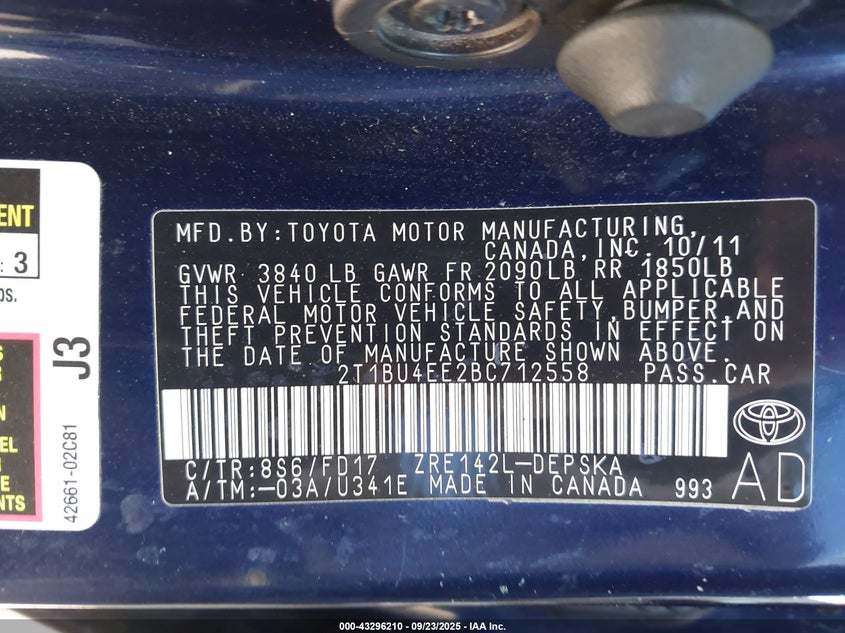 MFD.BY:TOYOTA MOTOR MANUFACTURING,
CANADA,INC. 10/11
GVWR 3840 LB GAWR FR 2090LB RR 1850LB
THIS VEHICLE CONFORMS TO ALL APPLICABLE
FEDERAL MOTOR VEHICLE SAFETY,BUMPER,AND
THEFT PREVENTION STANDARDS IN EFFECT ON
THE DATE OF MANUFACTURE SHOWN ABOVE.
2T1BU4EE2BC712558 PASS.CAR
C/TR:8S6/FD17 ZRE142L-DEPSKA
A/TM:-03A/U341E MADE IN CANADA 993
AD
: 3
J3
42661-02C81
000-43296210 - 09/23/2025 - IAA Inc.